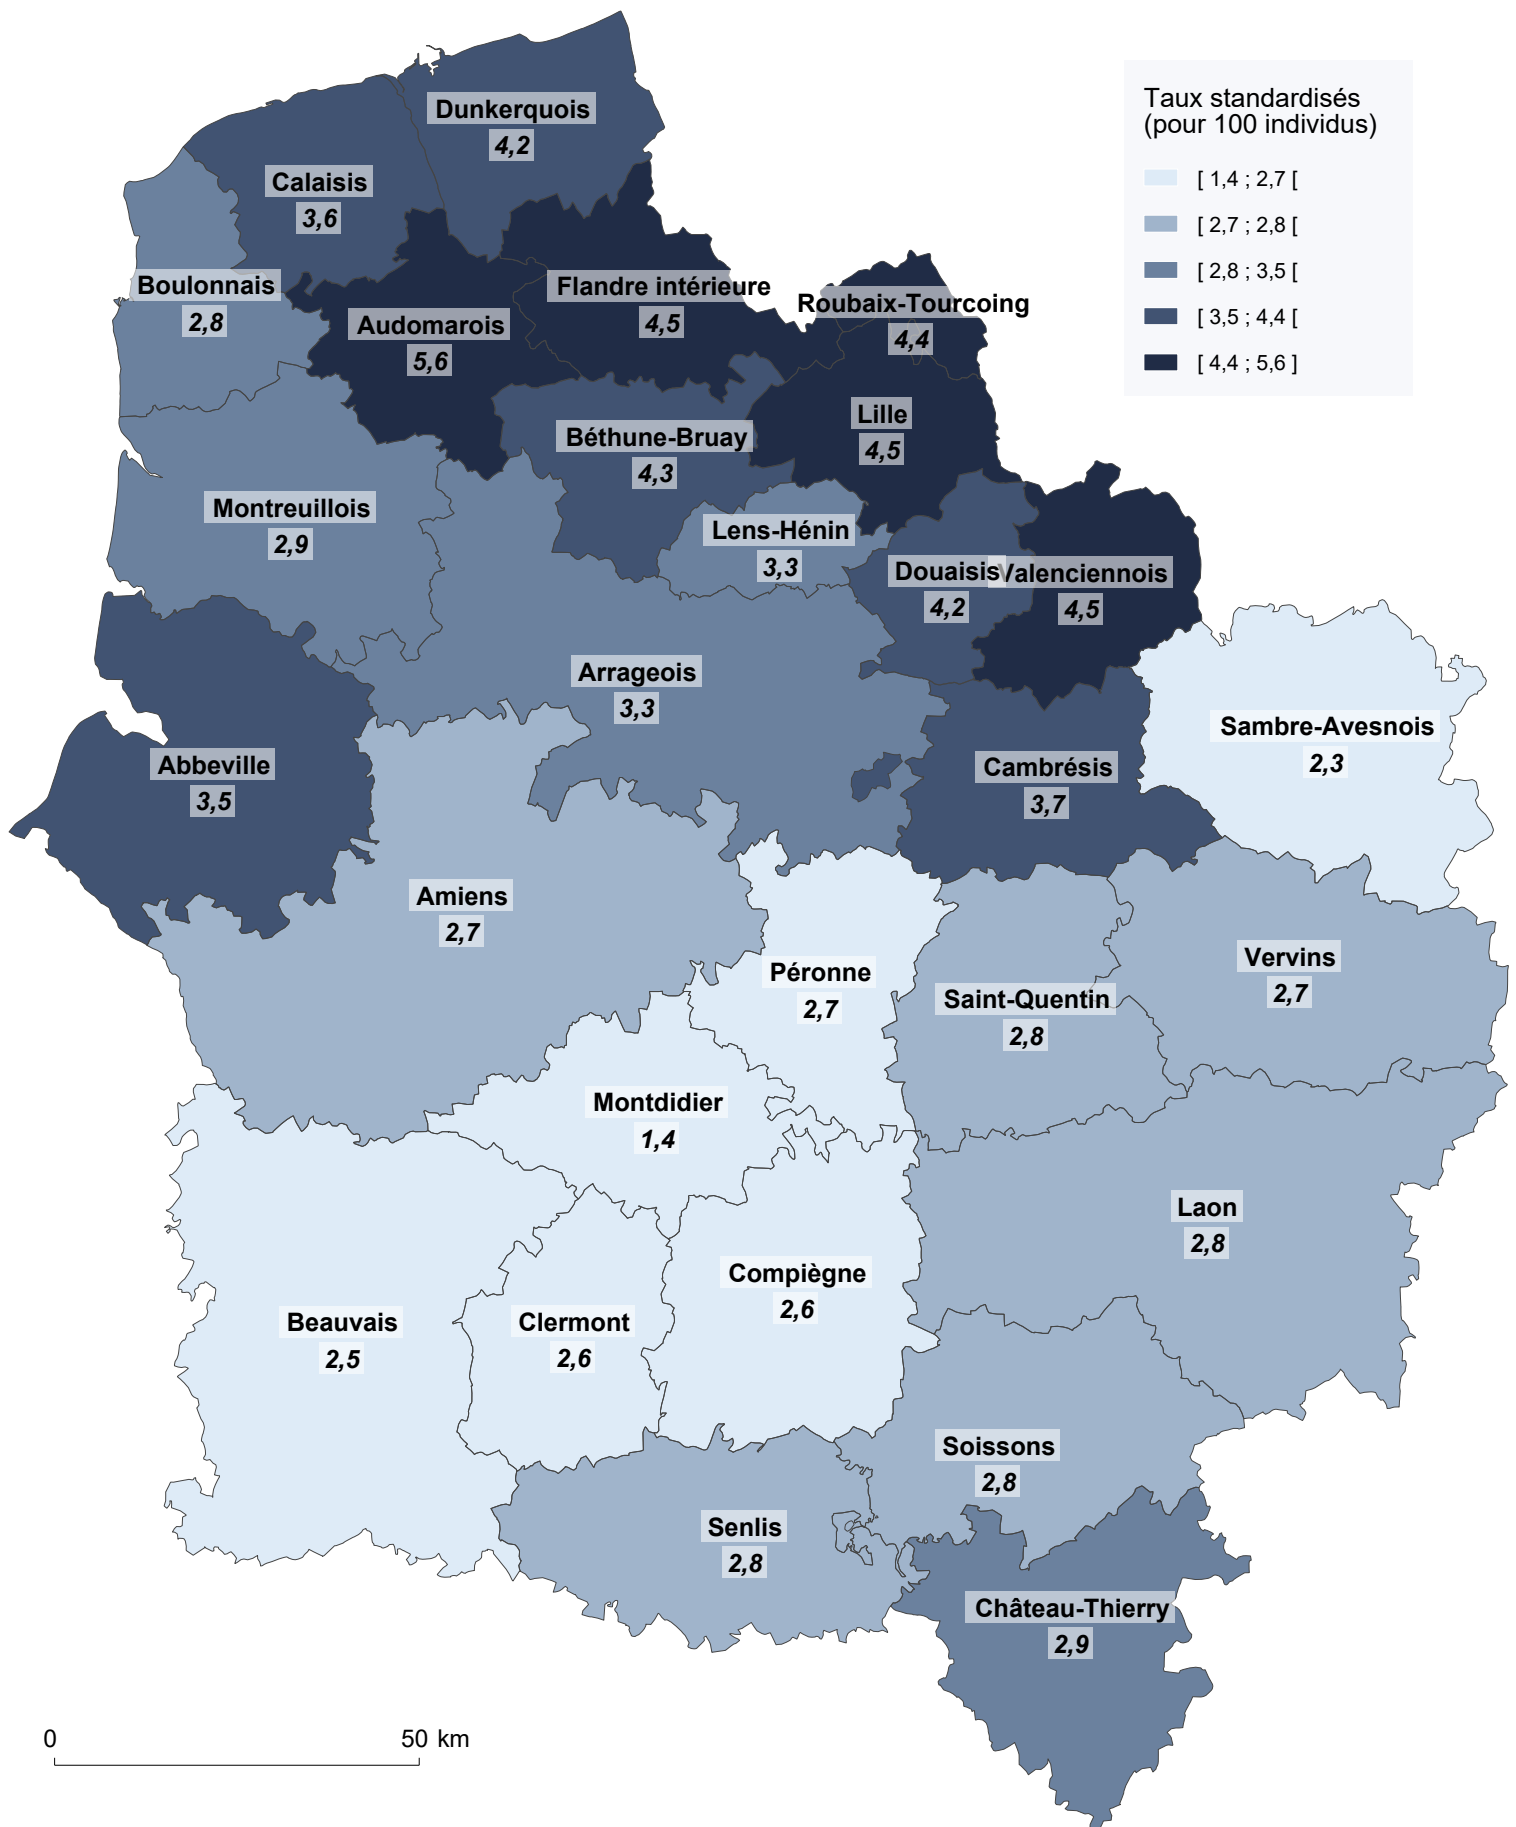 Taux standardisés
(pour 100 individus)
[ 1,4 ; 2,7 [
[ 2,7 ; 2,8 [
[ 2,8 ; 3,5 [
[ 3,5 ; 4,4 [
[ 4,4 ; 5,6 ]
Dunkerquois
4,2
Calaisis
3,6
Boulonnais
2,8
Flandre intérieure
4,5
Roubaix-Tourcoing
4,4
Audomarois
5,6
Lille
4,5
Béthune-Bruay
4,3
Montreuillois
2,9
Lens-Hénin
3,3
Douaisis
4,2
Valenciennois
4,5
Arrageois
3,3
Sambre-Avesnois
2,3
Abbeville
3,5
Cambrésis
3,7
Amiens
2,7
Péronne
2,7
Vervins
2,7
Saint-Quentin
2,8
Montdidier
1,4
Laon
2,8
Compiègne
2,6
Beauvais
2,5
Clermont
2,6
Soissons
2,8
Senlis
2,8
Château-Thierry
2,9
0 50 km